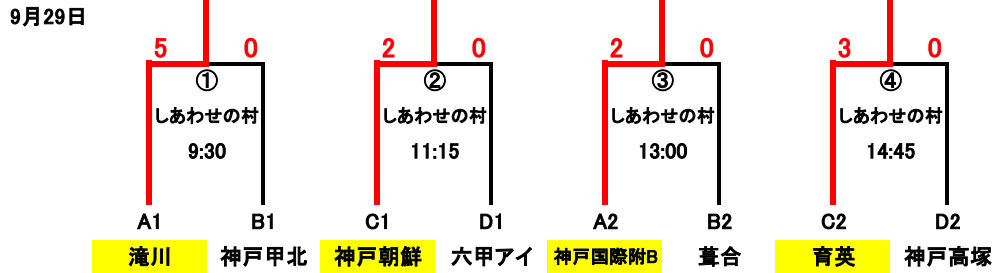 9月29日
5 0 2 0 2 0 3 0
① ② ③ ④
しあわせの村 しあわせの村 しあわせの村 しあわせの村
9:30 11:15 13:00 14:45
A1 B1 C1 D1 A2 B2 C2 D2
滝川 神戸甲北 神戸朝鮮 六甲アイ 神戸国際附B 葺合 育英 神戸高塚